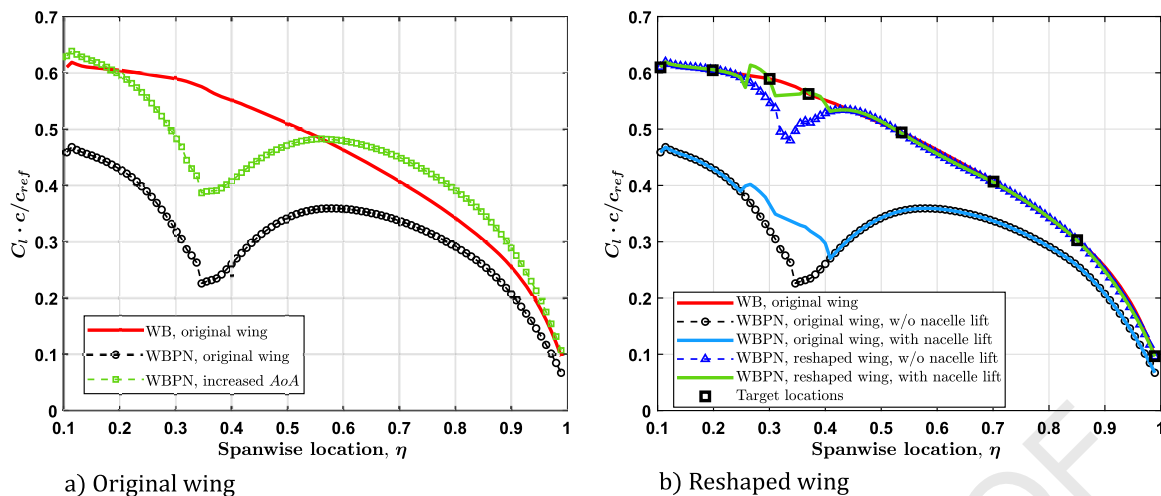 0.7
0.6
0.5
0.4
0.3
0.2
0.1
0
C_l · c/c_ref
WB, original wing
WBPN, original wing
WBPN, increased AoA
0.1 0.2 0.3 0.4 0.5 0.6 0.7 0.8 0.9 1
Spanwise location, η
a) Original wing
0.7
0.6
0.5
0.4
0.3
0.2
0.1
0
C_l · c/c_ref
WB, original wing
WBPN, original wing, w/o nacelle lift
WBPN, original wing, with nacelle lift
WBPN, reshaped wing, w/o nacelle lift
WBPN, reshaped wing, with nacelle lift
Target locations
0.1 0.2 0.3 0.4 0.5 0.6 0.7 0.8 0.9 1
Spanwise location, η
b) Reshaped wing